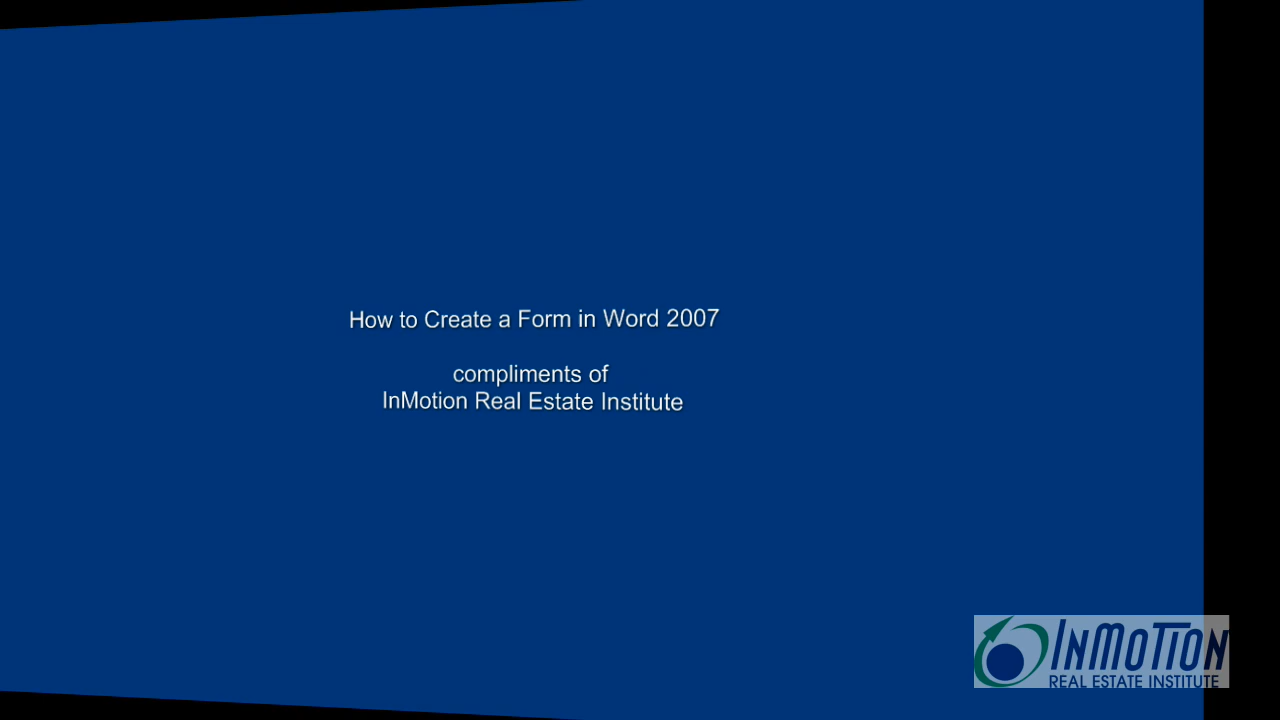 How to Create a Form in Word 2007
compliments of
InMotion Real Estate Institute
INMOTION
REAL ESTATE INSTITUTE